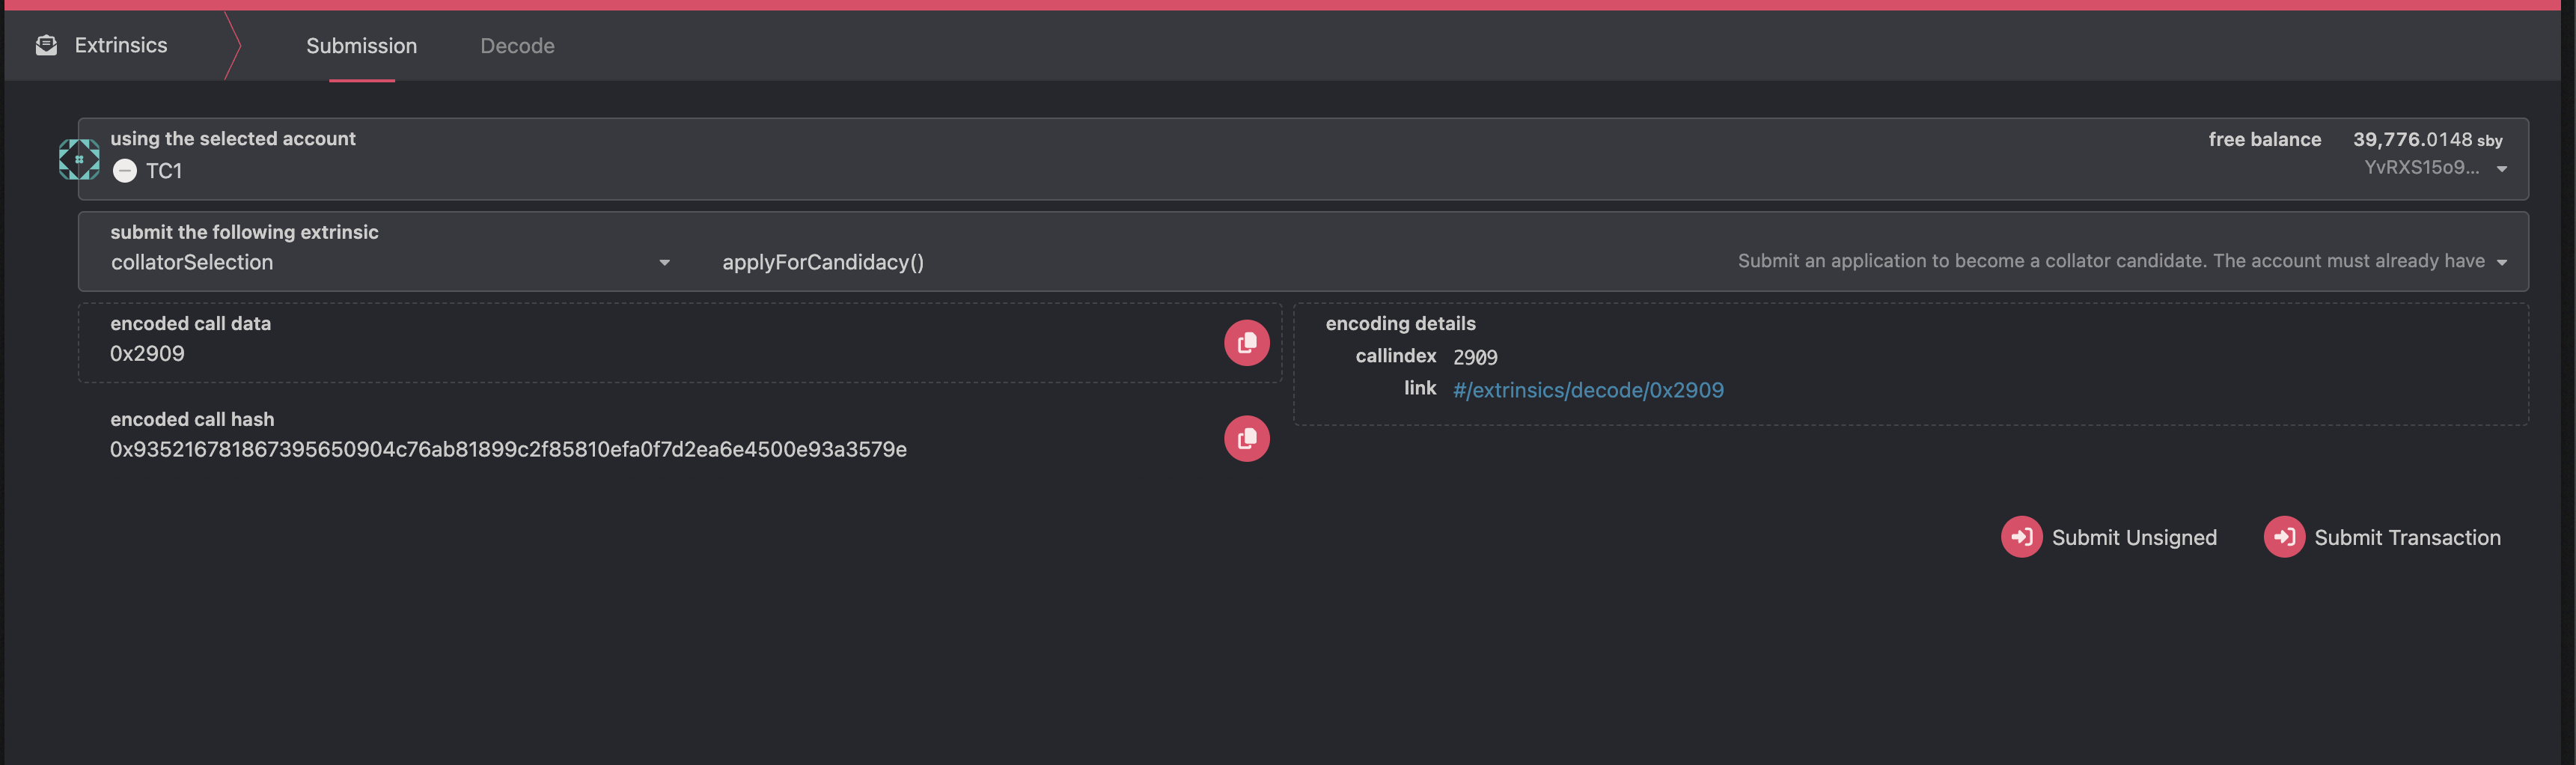 Extrinsics
Submission
Decode
using the selected account
TC1
free balance 39,776.0148 sby
YvRXS15o9...
submit the following extrinsic
collatorSelection
applyForCandidacy()
Submit an application to become a collator candidate. The account must already have
encoded call data
0x2909
encoding details
callindex 2909
link #/extrinsics/decode/0x2909
encoded call hash
0x935216781867395650904c76ab81899c2f85810efa0f7d2ea6e4500e93a3579e
Submit Unsigned
Submit Transaction